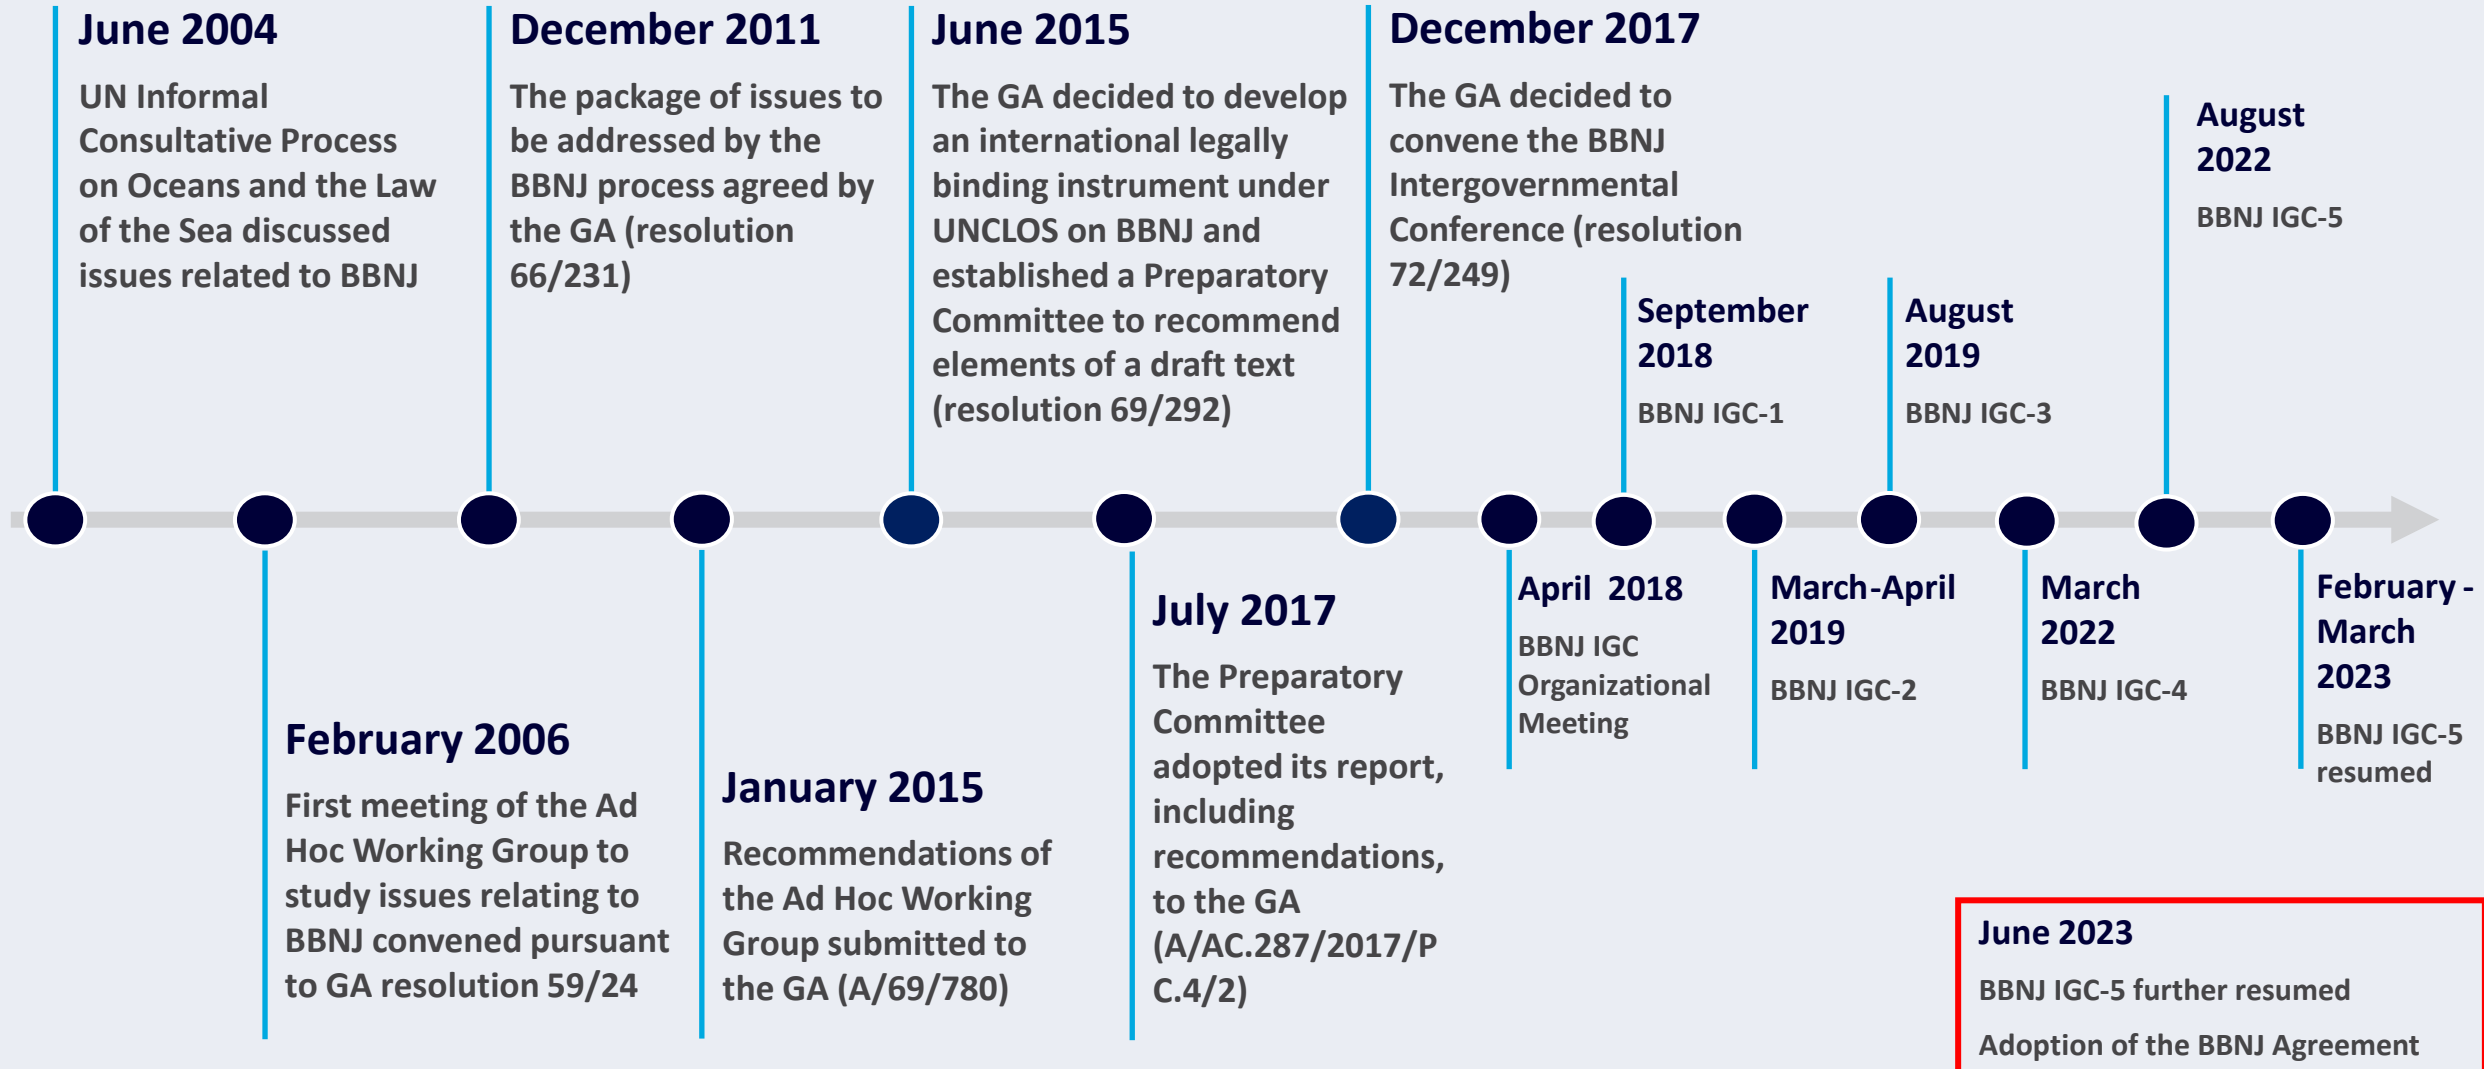 June 2004
UN Informal
Consultative Process
on Oceans and the Law
of the Sea discussed
issues related to BBNJ
February 2006
First meeting of the Ad
Hoc Working Group to
study issues relating to
BBNJ convened pursuant
to GA resolution 59/24
December 2011
The package of issues to
be addressed by the
BBNJ process agreed by
the GA (resolution
66/231)
January 2015
Recommendations of
the Ad Hoc Working
Group submitted to
the GA (A/69/780)
June 2015
The GA decided to develop
an international legally
binding instrument under
UNCLOS on BBNJ and
established a Preparatory
Committee to recommend
elements of a draft text
(resolution 69/292)
July 2017
The Preparatory
Committee
adopted its report,
including
recommendations,
to the GA
(A/AC.287/2017/P
C.4/2)
December 2017
The GA decided to
convene the BBNJ
Intergovernmental
Conference (resolution
72/249)
April 2018
BBNJ IGC
Organizational
Meeting
September
2018
BBNJ IGC-1
March-April
2019
BBNJ IGC-2
August
2019
BBNJ IGC-3
March
2022
BBNJ IGC-4
August
2022
BBNJ IGC-5
February -
March
2023
BBNJ IGC-5
resumed
June 2023
BBNJ IGC-5 further resumed
Adoption of the BBNJ Agreement